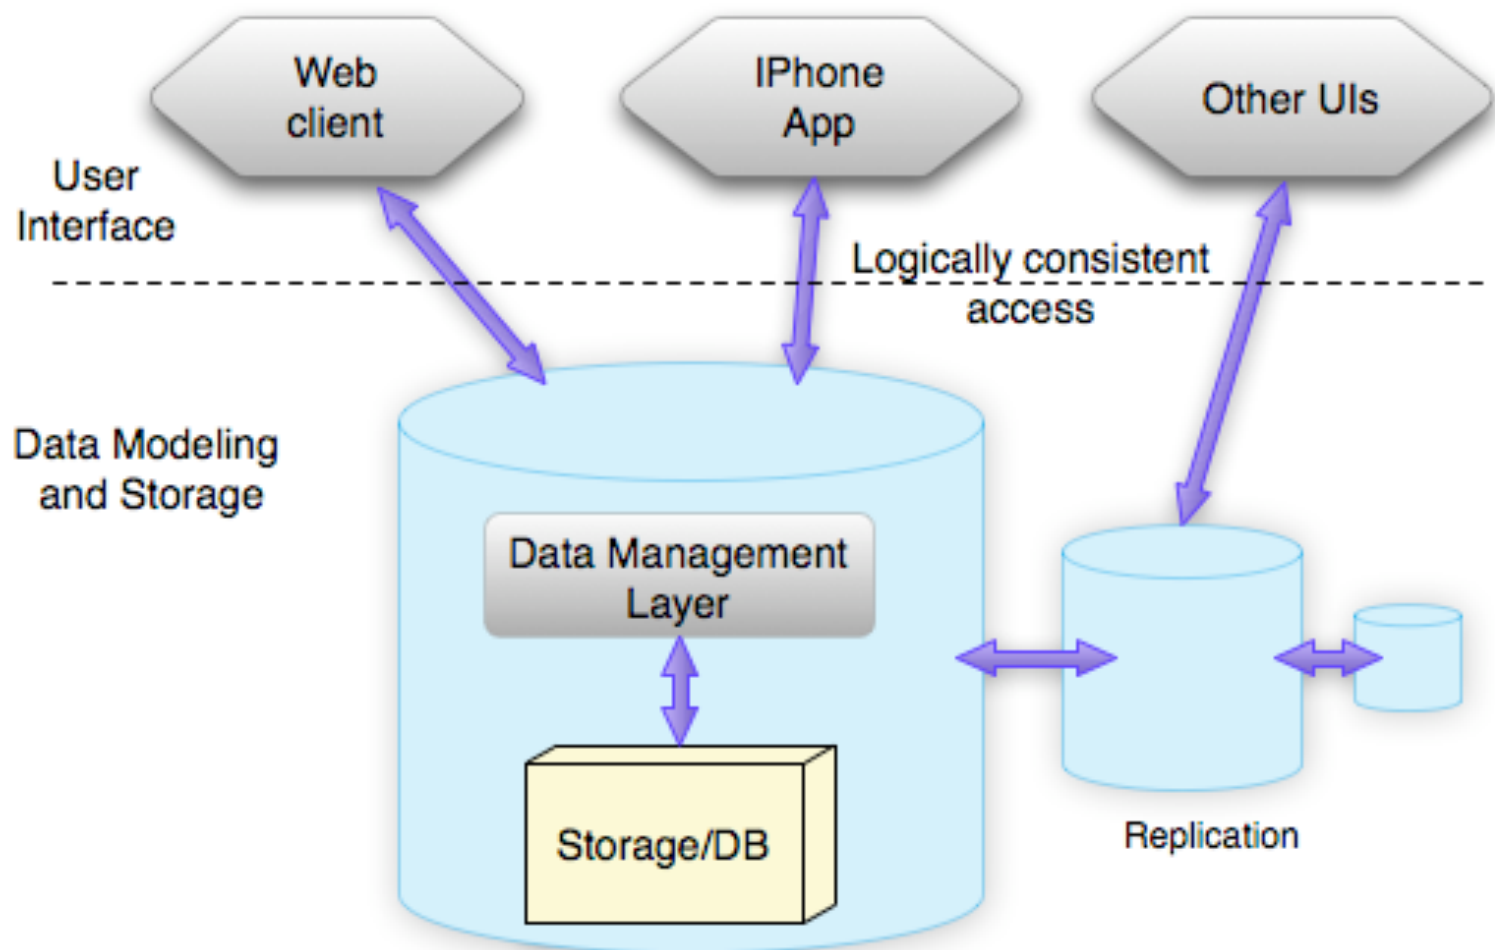 Web
client
IPhone
App
Other UIs
User
Interface
Logically consistent
access
Data Modeling
and Storage
Data Management
Layer
Storage/DB
Replication